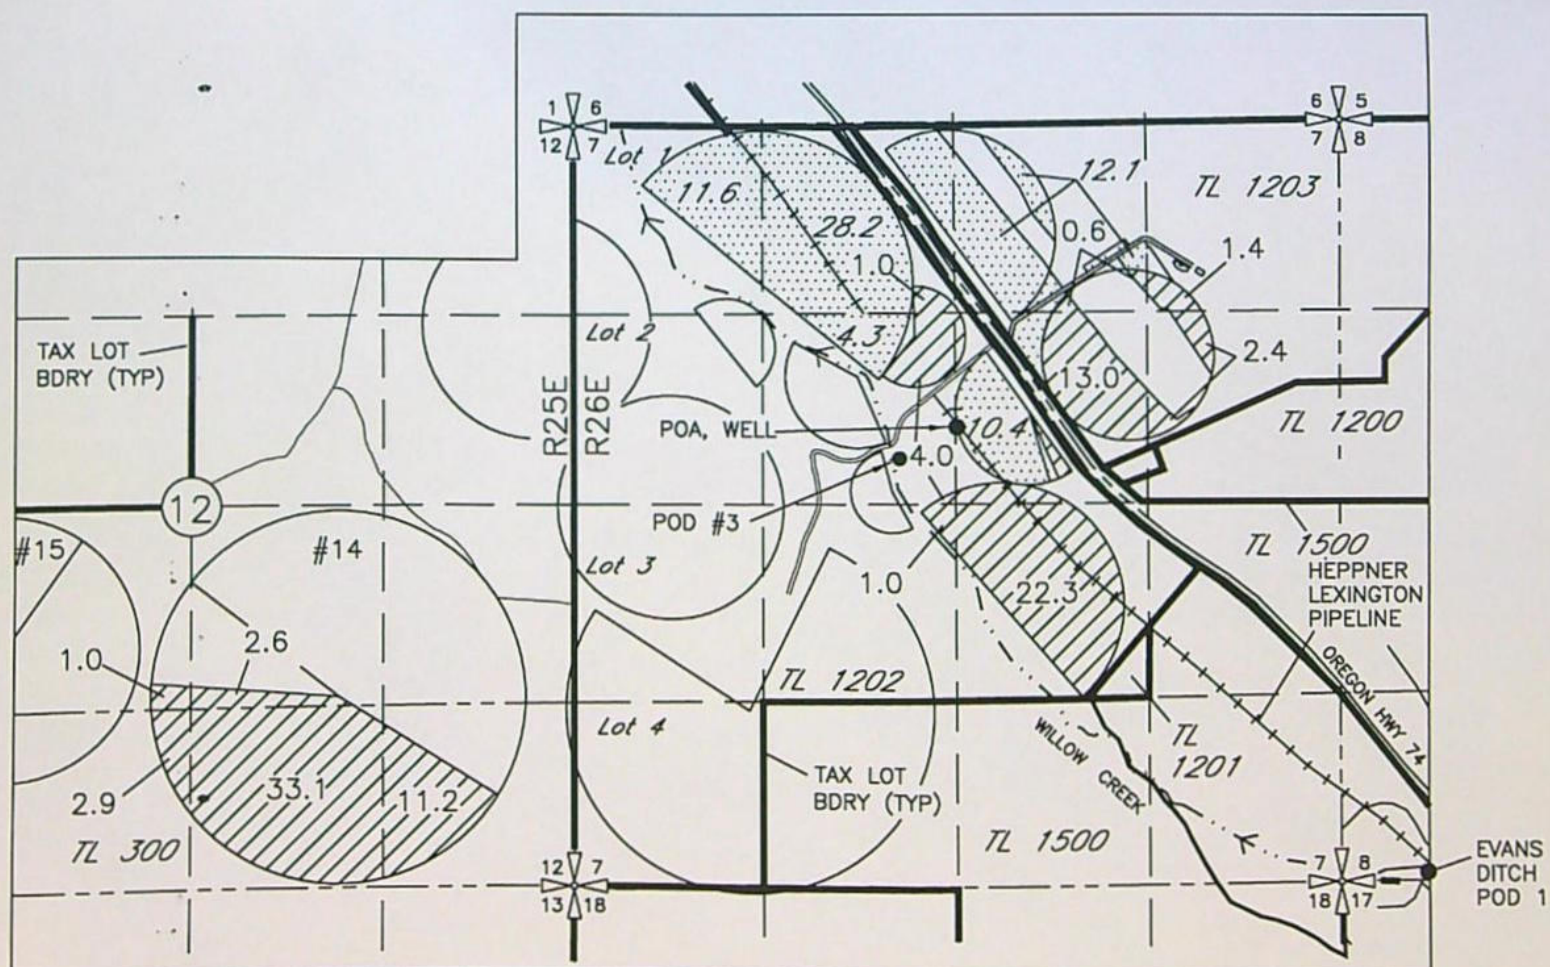 1 6
12 7
6 5
7 8
Lot 1
11.6
28.2
12.1
TL 1203
0.6
1.4
1.0
4.3
Lot 2
TAX LOT
BDRY (TYP)
R25E
R26E
2.4
13.0
TL 1200
POA, WELL
10.4
4.0
12
POD #3
#15
#14
TL 1500
HEPPNER
LEXINGTON
PIPELINE
Lot 3
1.0
22.3
1.0
2.6
TL 1202
OREGON HWY 74
Lot 4
TL
1201
WILLOW CREEK
TAX LOT
BDRY (TYP)
2.9
33.1
11.2
TL 300
TL 1500
12 7
13 18
7 8
18 17
EVANS
DITCH
POD 1